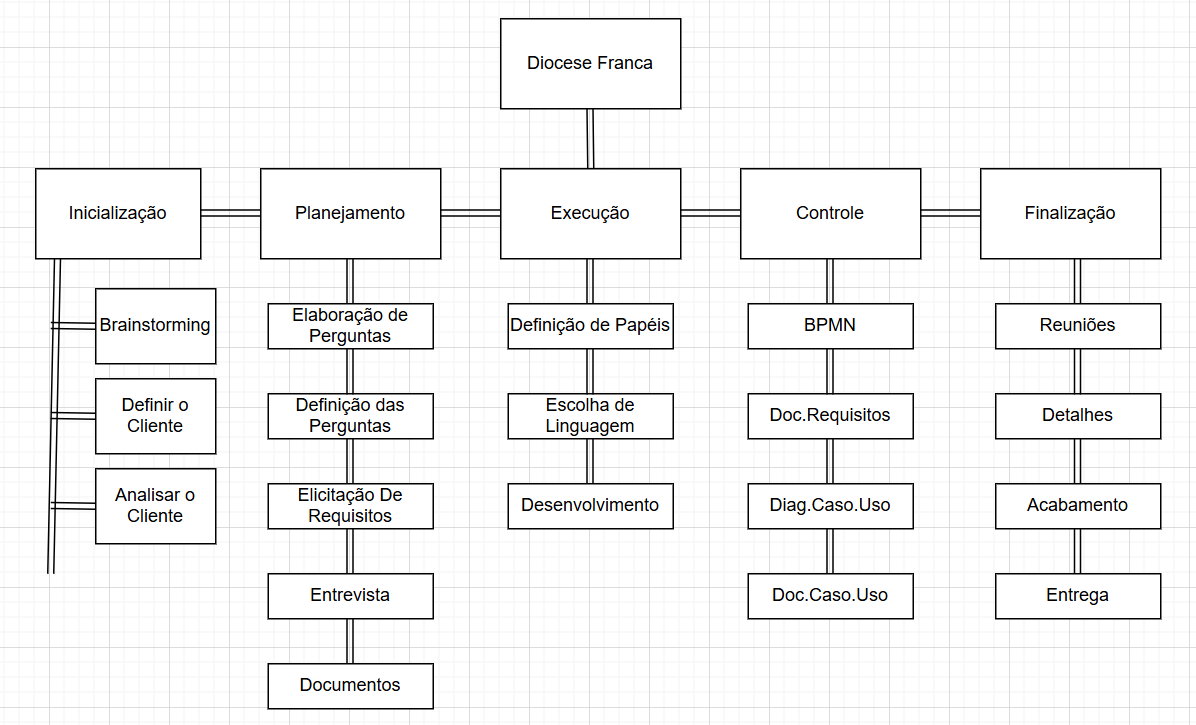 Diocese Franca
Inicialização
Planejamento
Execução
Controle
Finalização
Brainstorming
Definir o
Cliente
Analisar o
Cliente
Elaboração de
Perguntas
Definição das
Perguntas
Elicitação De
Requisitos
Entrevista
Documentos
Definição de Papéis
Escolha de
Linguagem
Desenvolvimento
BPMN
Doc.Requisitos
Diag.Caso.Uso
Doc.Caso.Uso
Reuniões
Detalhes
Acabamento
Entrega